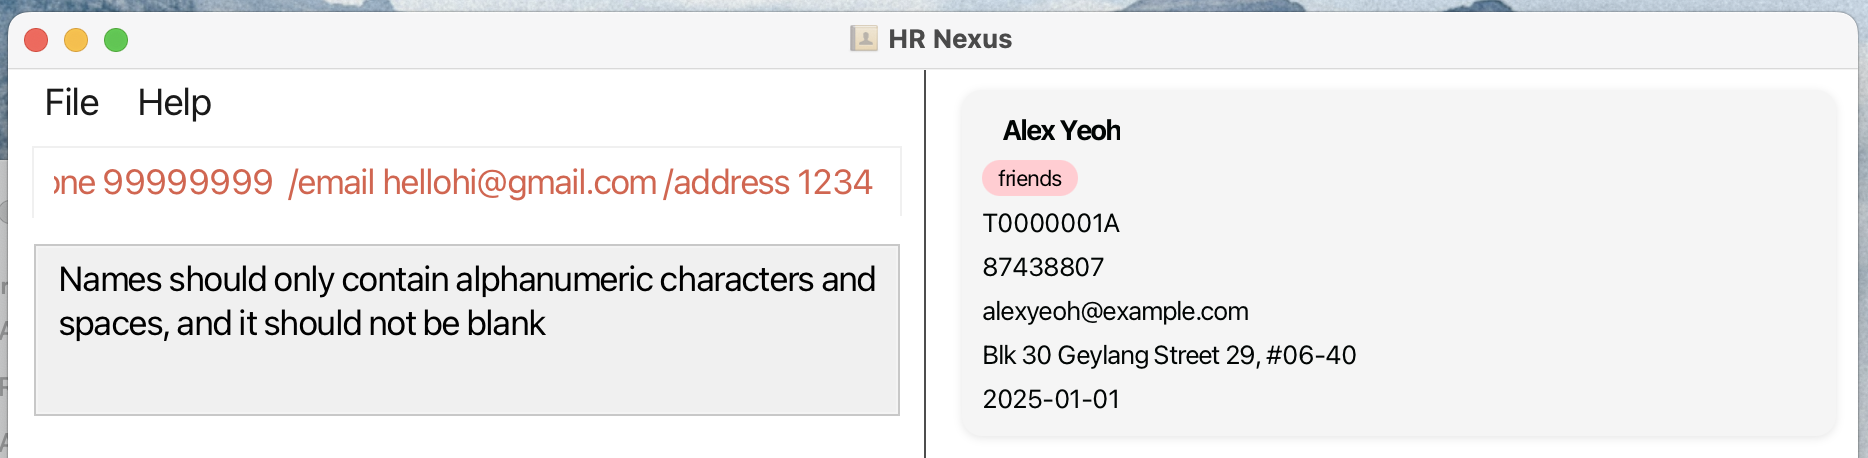 HR Nexus
File Help
99999999 /email hellohi@gmail.com /address 1234
Names should only contain alphanumeric characters and
spaces, and it should not be blank
Alex Yeoh
friends
T0000001A
87438807
alexyeoh@example.com
Blk 30 Geylang Street 29, #06-40
2025-01-01